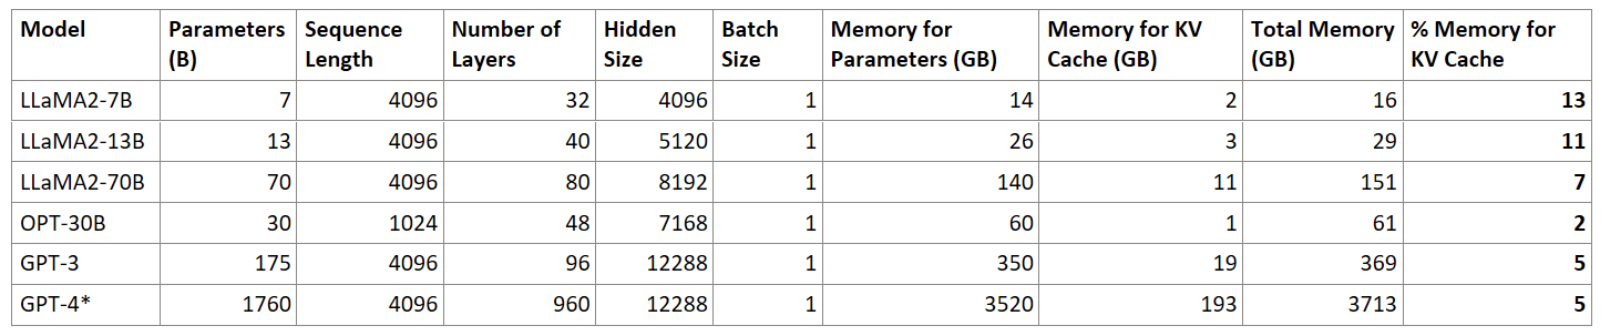 Model Parameters (B) Sequence Length Number of Layers Hidden Size Batch Size Memory for Parameters (GB) Memory for KV Cache (GB) Total Memory (GB) % Memory for KV Cache
LLaMA2-7B 7 4096 32 4096 1 14 2 16 13
LLaMA2-13B 13 4096 40 5120 1 26 3 29 11
LLaMA2-70B 70 4096 80 8192 1 140 11 151 7
OPT-30B 30 1024 48 7168 1 60 1 61 2
GPT-3 175 4096 96 12288 1 350 19 369 5
GPT-4* 1760 4096 960 12288 1 3520 193 3713 5